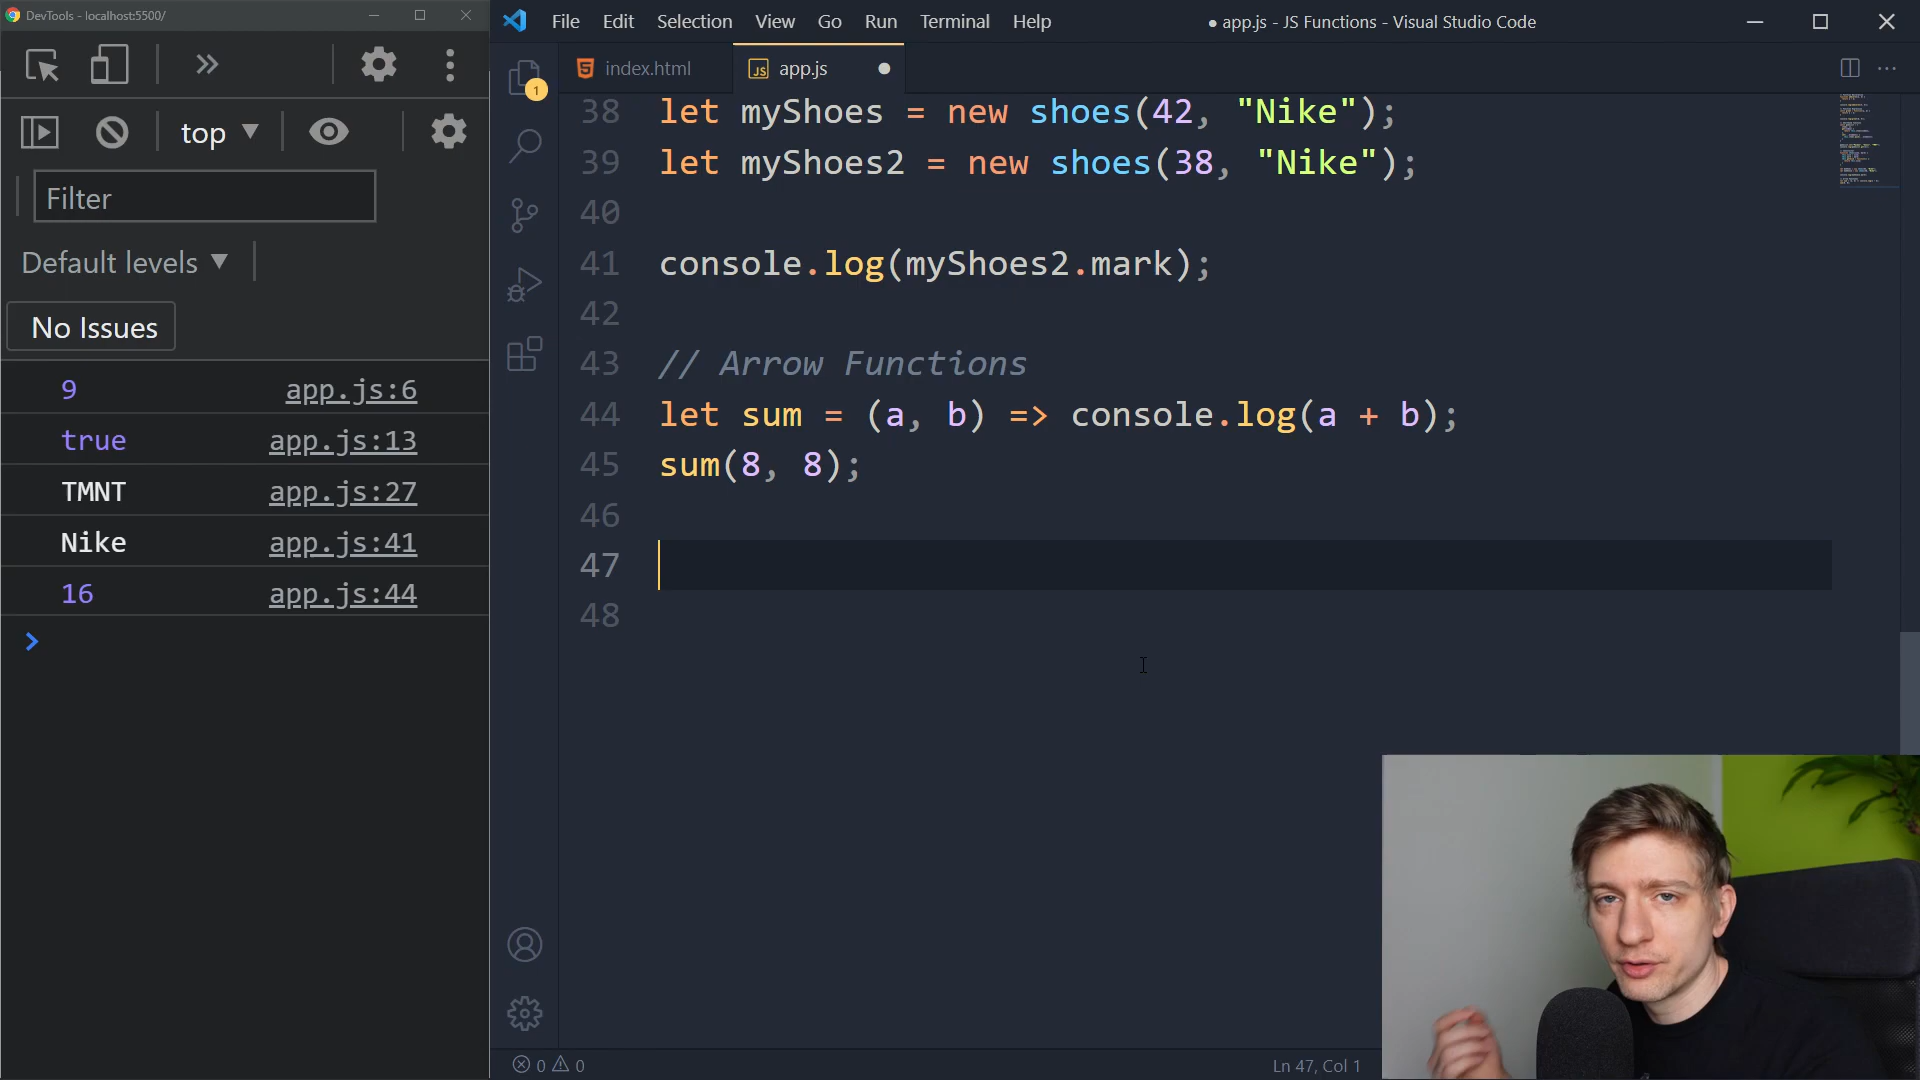 DevTools - localhost:5500/
top
Filter
Default levels
No Issues
9 app.js:6
true app.js:13
TMNT app.js:27
Nike app.js:41
16 app.js:44
File Edit Selection View Go Run Terminal Help
● app.js - JS Functions - Visual Studio Code
index.html
JS app.js
1
38 let myShoes = new shoes(42, "Nike");
39 let myShoes2 = new shoes(38, "Nike");
40
41 console.log(myShoes2.mark);
42
43 // Arrow Functions
44 let sum = (a, b) => console.log(a + b);
45 sum(8, 8);
46
47
48
0 0
Ln 47, Col 1